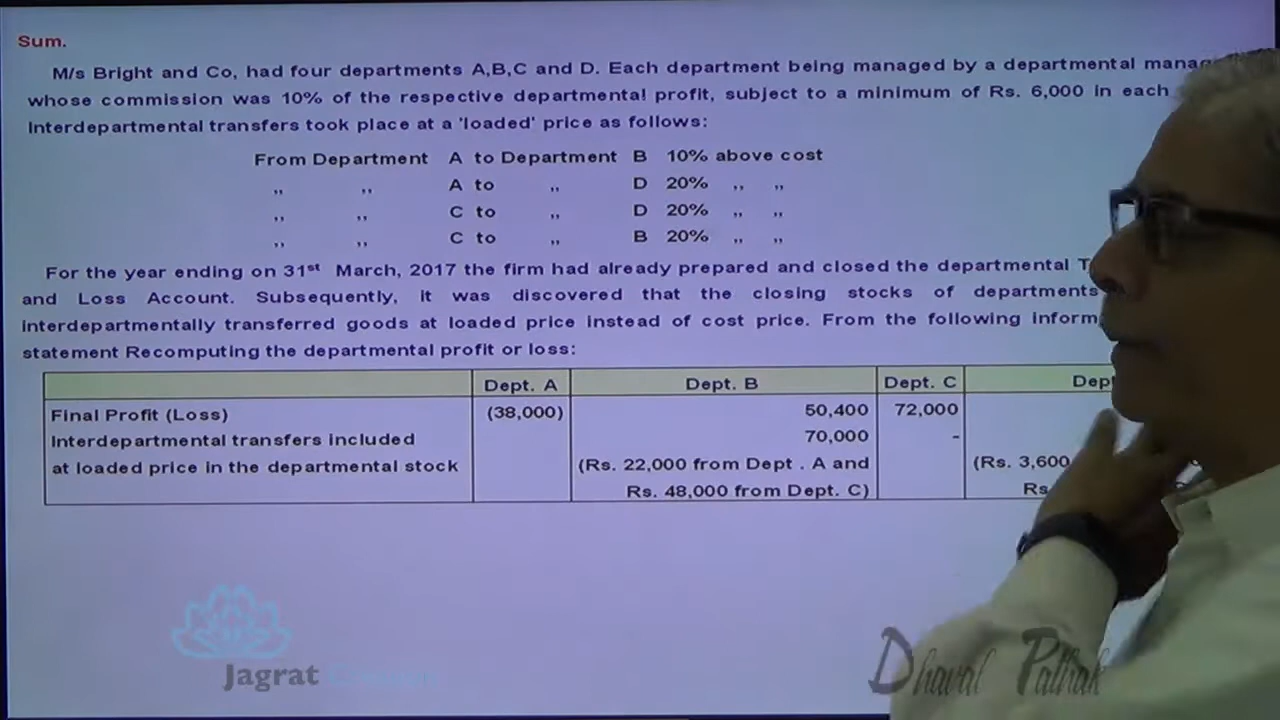 Sum.
M/s Bright and Co, had four departments A,B,C and D. Each department being managed by a departmental
whose commission was 10% of the respective departmental profit, subject to a minimum of Rs. 6,000 in each
Interdepartmental transfers took place at a 'loaded' price as follows:
From Department A to Department B 10% above cost
,, ,, A to ,, D 20% ,, ,,
,, ,, C to ,, D 20% ,, ,,
,, ,, C to ,, B 20% ,, ,,
For the year ending on 31st March, 2017 the firm had already prepared and closed the departmental
and Loss Account. Subsequently, it was discovered that the closing stocks of departments
interdepartmentally transferred goods at loaded price instead of cost price. From the following
statement Recomputing the departmental profit or loss:
Dept. A Dept. B Dept. C
Final Profit (Loss) (38,000) 50,400 72,000
Interdepartmental transfers included 70,000 -
at loaded price in the departmental stock (Rs. 22,000 from Dept . A and (Rs. 3,600
Rs. 48,000 from Dept. C) Rs
Jagrat
Dhaval Pathak